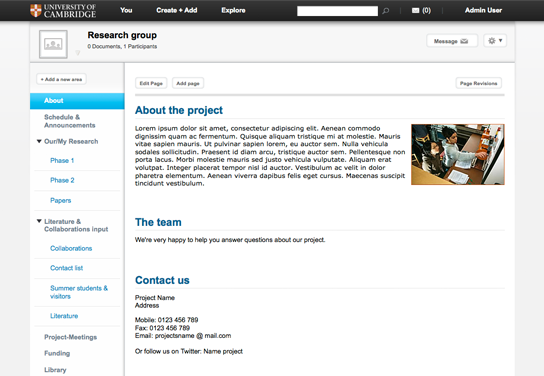 UNIVERSITY OF
CAMBRIDGE
You
Create + Add
Explore
(0)
Admin User
Research group
0 Documents, 1 Participants
Message
+ Add a new area
About
Schedule &
Announcements
Our/My Research
Phase 1
Phase 2
Papers
Literature &
Collaborations input
Collaborations
Contact list
Summer students &
visitors
Literature
Project-Meetings
Funding
Library
Edit Page
Add page
Page Revisions
About the project
Lorem ipsum dolor sit amet, consectetur adipiscing elit. Aenean commodo
dignissim quam ac fermentum. Quisque aliquam tristique mi at molestie. Mauris
vitae sapien mauris. Ut pulvinar sapien lorem, eu auctor sem. Nulla vehicula
sodales sollicitudin. Praesent id diam arcu, tristique auctor sem. Pellentesque non
porta lacus. Morbi molestie mauris sed justo vehicula vulputate. Aliquam erat
volutpat. Integer placerat tempor nisl id auctor. Vestibulum ac velit in dolor
pharetra elementum. Aenean viverra dapibus felis eget cursus. Maecenas suscipit
tincidunt vestibulum.
The team
We're very happy to help you answer questions about our project.
Contact us
Project Name
Address
Mobile: 0123 456 789
Fax: 0123 456 789
Email: projectsname @ mail.com
Or follow us on Twitter: Name project